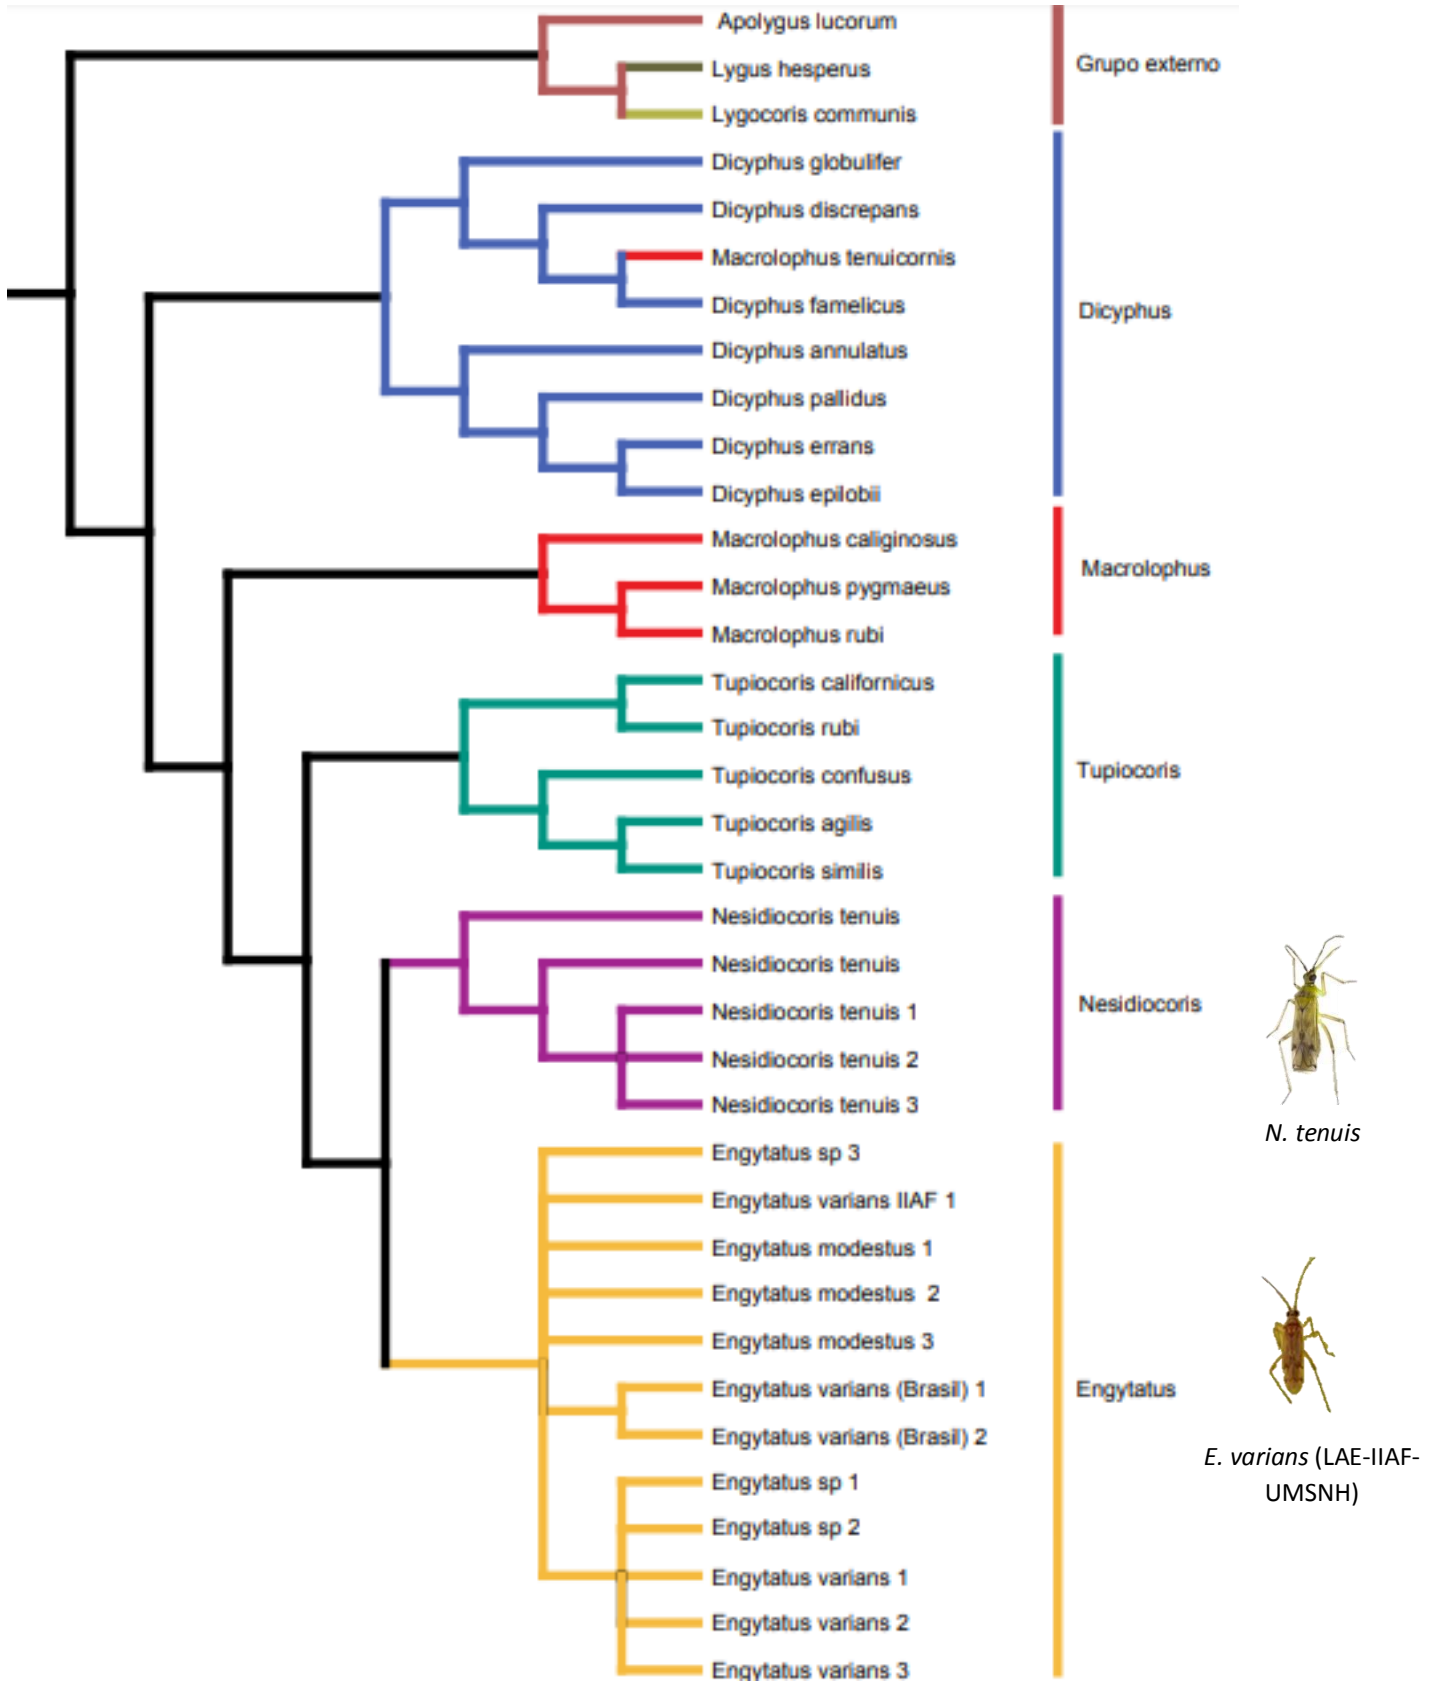 Apolygus lucorum
Lygus hesperus
Grupo externo
Lygocoris communis
Dicyphus globulifer
Dicyphus discrepans
Macrolophus tenuicornis
Dicyphus famelicus
Dicyphus
Dicyphus annulatus
Dicyphus pallidus
Dicyphus errans
Dicyphus epilobii
Macrolophus caliginosus
Macrolophus
Macrolophus pygmaeus
Macrolophus rubi
Tupiocoris californicus
Tupiocoris rubi
Tupiocoris confusus
Tupiocoris
Tupiocoris agilis
Tupiocoris similis
Nesidiocoris tenuis
Nesidiocoris tenuis
Nesidiocoris tenuis 1
Nesidiocoris
Nesidiocoris tenuis 2
Nesidiocoris tenuis 3
N. tenuis
Engytatus sp 3
Engytatus varians IIAF 1
Engytatus modestus 1
Engytatus modestus 2
Engytatus modestus 3
Engytatus varians (Brasil) 1
Engytatus
Engytatus varians (Brasil) 2
E. varians (LAE-IIAF-
UMSNH)
Engytatus sp 1
Engytatus sp 2
Engytatus varians 1
Engytatus varians 2
Engytatus varians 3